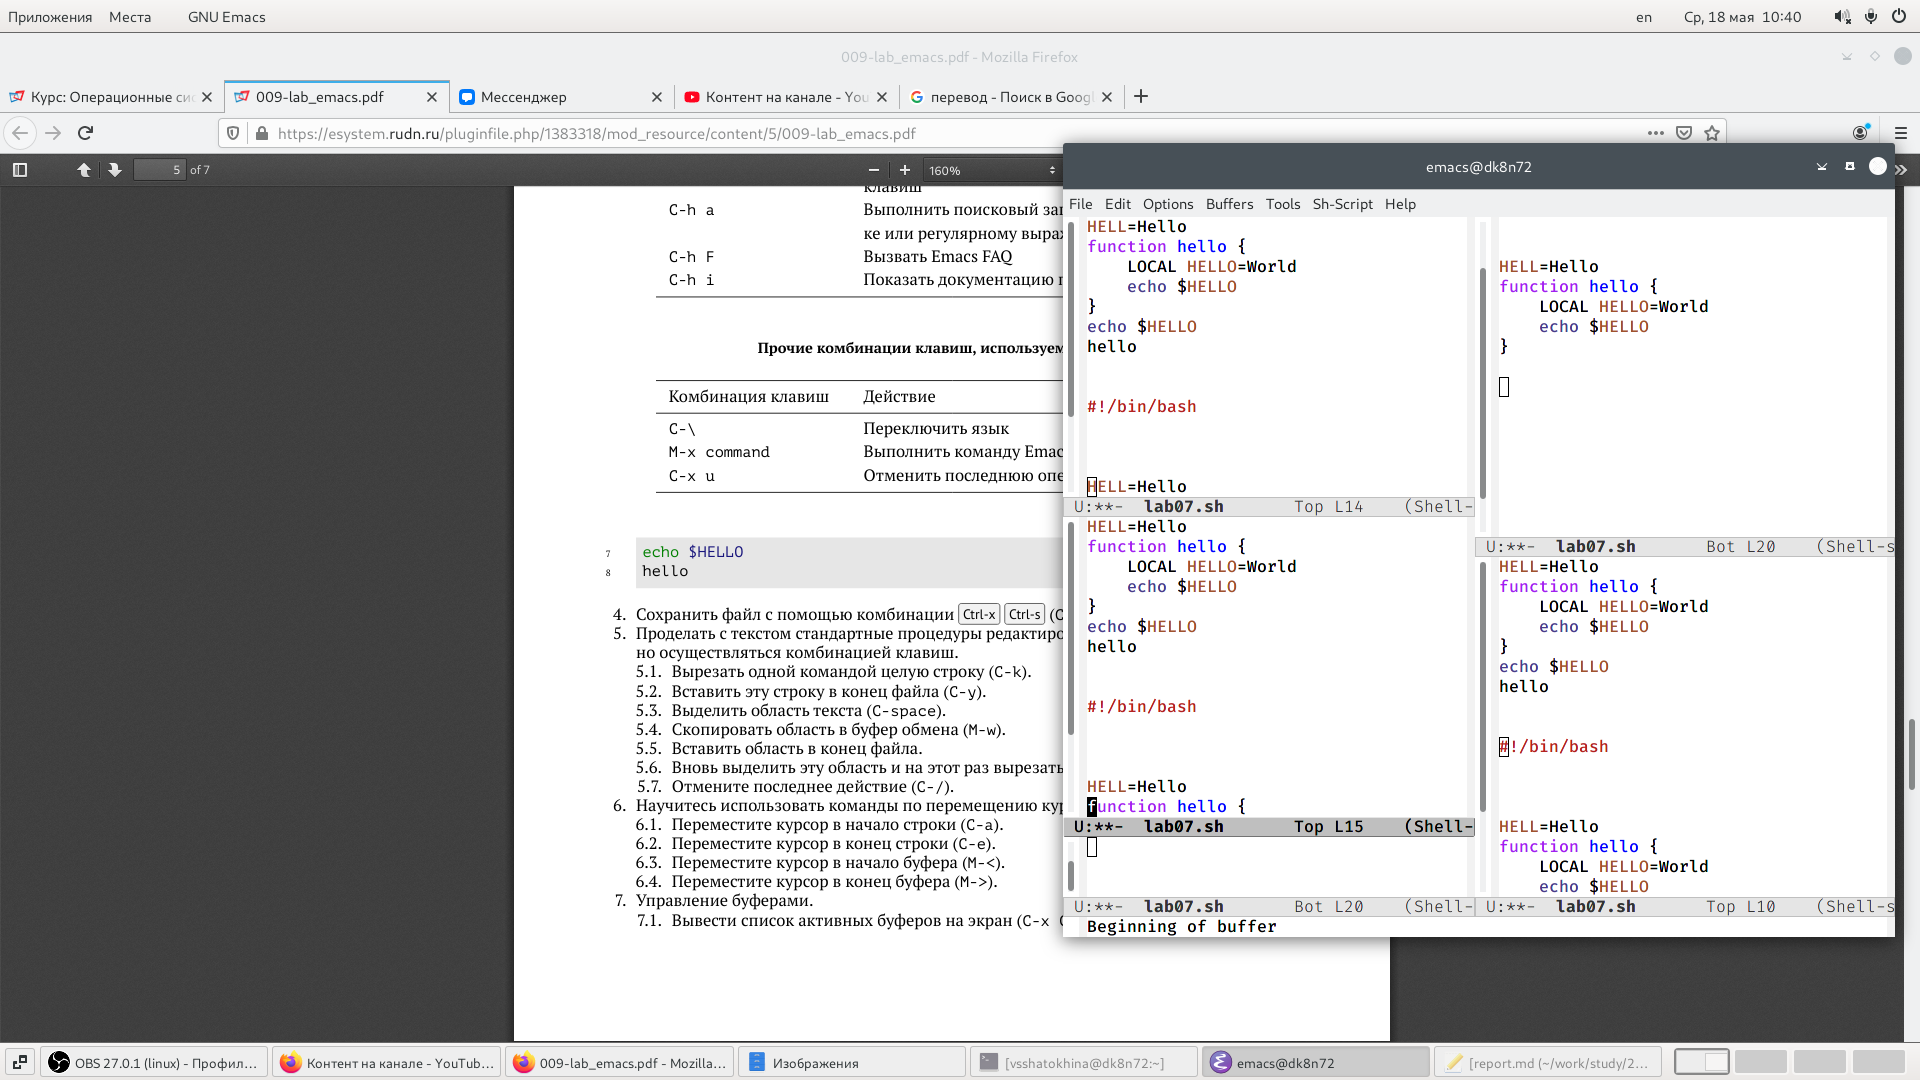 Приложения Места GNU Emacs en Ср, 18 мая 10:40
009-lab_emacs.pdf - Mozilla Firefox
Курс: Операционные си 009-lab_emacs.pdf Мессенджер Контент на канале - You перевод - Поиск в Goog
https://esystem.rudn.ru/pluginfile.php/1383318/mod_resource/content/5/009-lab_emacs.pdf
5 of 7 160%
клавиш
C-h a Выполнить поисковый за
ке или регулярному выра
C-h F Вызвать Emacs FAQ
C-h i Показать документацию
Прочие комбинации клавиш, используем
Комбинация клавиш Действие
C-\ Переключить язык
M-x command Выполнить команду Emac
C-x u Отменить последнюю опе
7 echo $HELLO
8 hello
4. Сохранить файл с помощью комбинации Ctrl-x Ctrl-s (C
5. Проделать с текстом стандартные процедуры редактиро
но осуществляться комбинацией клавиш.
5.1. Вырезать одной командой целую строку (C-k).
5.2. Вставить эту строку в конец файла (C-y).
5.3. Выделить область текста (C-space).
5.4. Скопировать область в буфер обмена (M-w).
5.5. Вставить область в конец файла.
5.6. Вновь выделить эту область и на этот раз вырезать
5.7. Отмените последнее действие (C-/).
6. Научитесь использовать команды по перемещению кур
6.1. Переместите курсор в начало строки (C-a).
6.2. Переместите курсор в конец строки (C-e).
6.3. Переместите курсор в начало буфера (M-<).
6.4. Переместите курсор в конец буфера (M->).
7. Управление буферами.
7.1. Вывести список активных буферов на экран (C-x
emacs@dk8n72
File Edit Options Buffers Tools Sh-Script Help
HELL=Hello
function hello {
LOCAL HELLO=World
echo $HELLO
}
echo $HELLO
hello
#!/bin/bash
HELL=Hello
U:**- lab07.sh Top L14 (Shell-
HELL=Hello
function hello {
LOCAL HELLO=World
echo $HELLO
}
echo $HELLO
hello
#!/bin/bash
HELL=Hello
function hello {
U:**- lab07.sh Top L15 (Shell-
U:**- lab07.sh Bot L20 (Shell-
HELL=Hello
function hello {
LOCAL HELLO=World
echo $HELLO
}
U:**- lab07.sh Bot L20 (Shell-s
HELL=Hello
function hello {
LOCAL HELLO=World
echo $HELLO
}
echo $HELLO
hello
#!/bin/bash
HELL=Hello
function hello {
LOCAL HELLO=World
echo $HELLO
U:**- lab07.sh Top L10 (Shell-s
Beginning of buffer
OBS 27.0.1 (linux) - Профил... Контент на канале - YouTub... 009-lab_emacs.pdf - Mozilla... Изображения [vsshatokhina@dk8n72:~] emacs@dk8n72 [report.md (~/work/study/2...